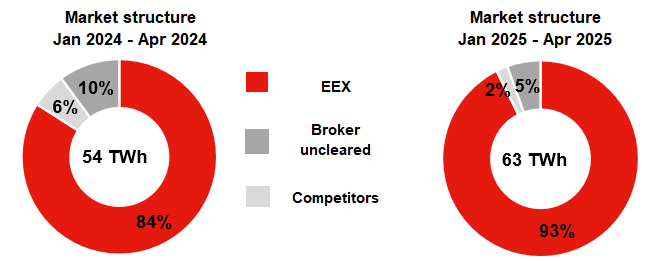 Market structure
Jan 2024 - Apr 2024
10%
6%
54 TWh
84%
EEX
Broker
uncleared
Competitors
Market structure
Jan 2025 - Apr 2025
2%
5%
63 TWh
93%